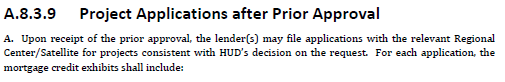 A.8.3.9 Project Applications after Prior Approval
A. Upon receipt of the prior approval, the lender(s) may file applications with the relevant Regional
Center/Satellite for projects consistent with HUD's decision on the request. For each application, the
mortgage credit exhibits shall include: